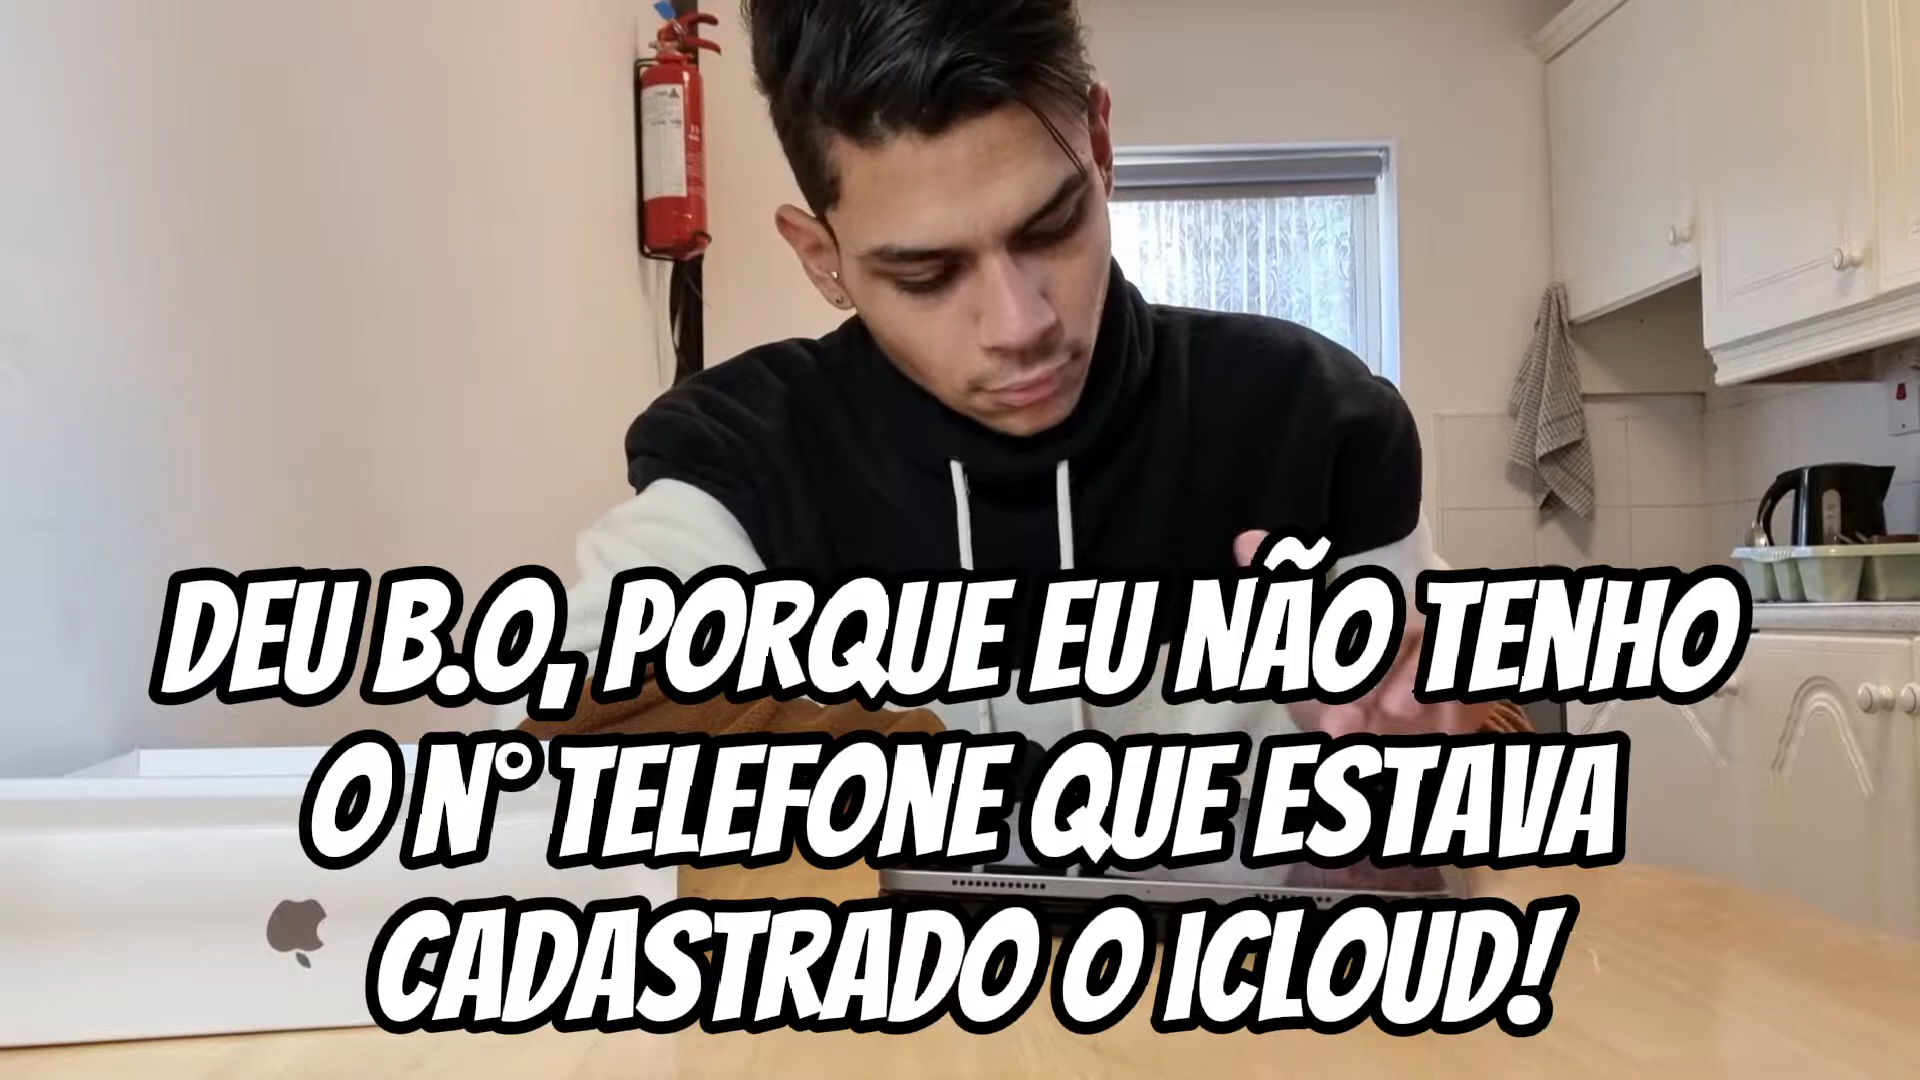 DEU B.O, PORQUE EU NÃO TENHO
O N° TELEFONE QUE ESTAVA
CADASTRADO O ICLOUD!